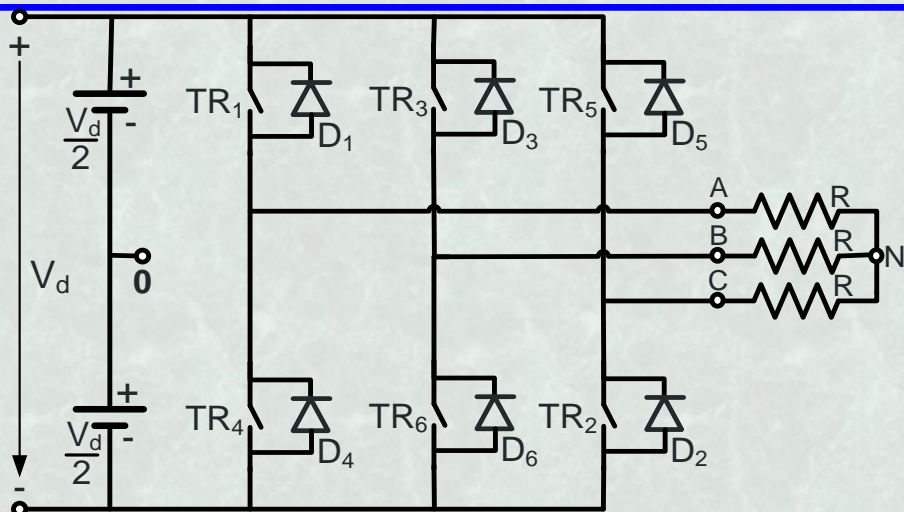 +
+
TR1
D1
TR3
D3
TR5
D5
Vd
2
-
A
R
B
R
N
C
R
Vd
0
+
TR4
D4
TR6
D6
TR2
D2
Vd
2
-
-